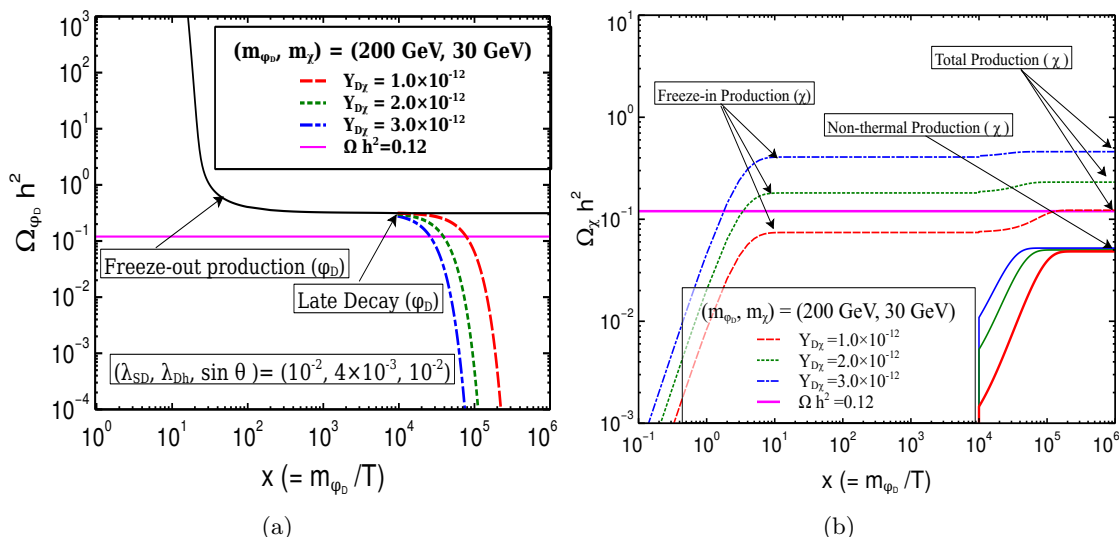 10³
10²
10¹
10⁰
10⁻¹
10⁻²
10⁻³
10⁻⁴
Ω_φ_D h²
(m_φ_D, m_χ) = (200 GeV, 30 GeV)
Y_Dχ = 1.0×10⁻¹²
Y_Dχ = 2.0×10⁻¹²
Y_Dχ = 3.0×10⁻¹²
Ω h²=0.12
Freeze-out production (φ_D)
Late Decay (φ_D)
(λ_SD, λ_Dh, sin θ )= (10⁻², 4×10⁻³, 10⁻²)
10⁰ 10¹ 10² 10³ 10⁴ 10⁵ 10⁶
x (= m_φ_D /T)
(a)
10¹
10⁰
10⁻¹
10⁻²
10⁻³
Ω_χ h²
Total Production ( χ )
Freeze-in Production (χ)
Non-thermal Production ( χ )
(m_φ_D, m_χ) = (200 GeV, 30 GeV)
Y_Dχ =1.0×10⁻¹²
Y_Dχ =2.0×10⁻¹²
Y_Dχ =3.0×10⁻¹²
Ω h² =0.12
10⁻¹ 10⁰ 10¹ 10² 10³ 10⁴ 10⁵ 10⁶
x (= m_φ_D /T)
(b)